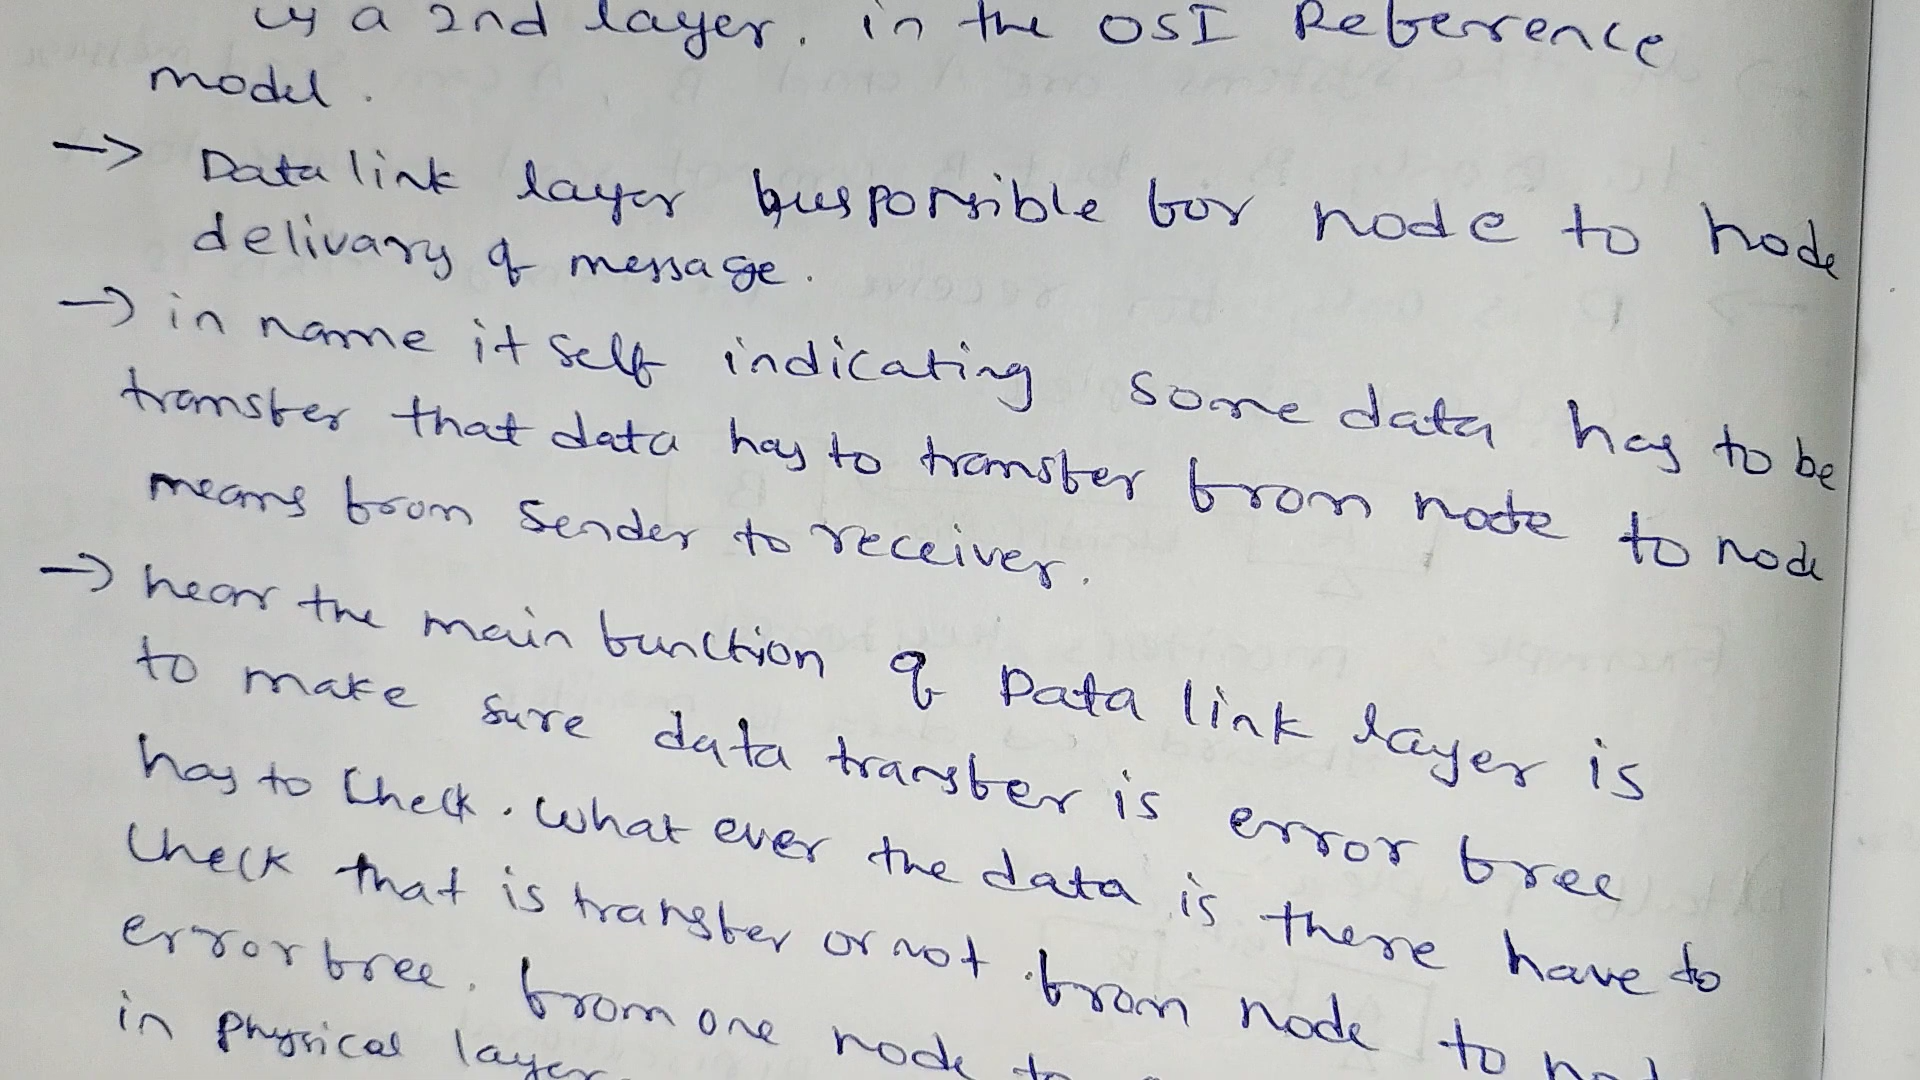 is a 2nd layer. in the OSI Reference
model.
→ Data link layer responsible for node to node
delivary of message.
→ in name it self indicating some data has to be
transfer that data has to transfer from node to node
means from sender to receiver.
→ hear the main function of Data link layer is
to make sure data transfer is error free
has to check. What ever the data is there have to
check that is transfer or not from node to
error free. from one node to
in physical layer